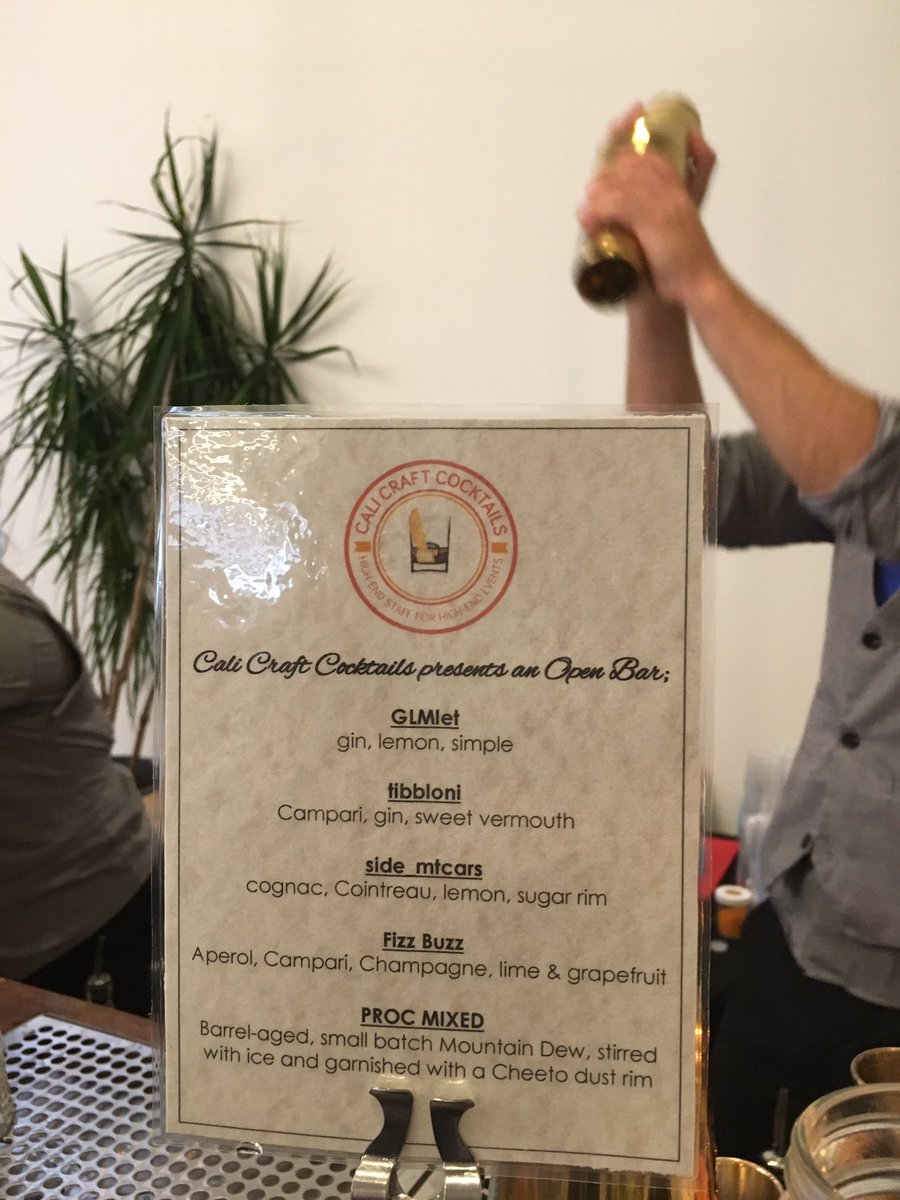 CALI CRAFT COCKTAILS
HIGH END STAFF FOR HIGH-END EVENTS
Cali Craft Cocktails presents an Open Bar;
GLMlet
gin, lemon, simple
tibbloni
Campari, gin, sweet vermouth
side_mtcars
cognac, Cointreau, lemon, sugar rim
Fizz Buzz
Aperol, Campari, Champagne, lime & grapefruit
PROC MIXED
Barrel-aged, small batch Mountain Dew, stirred
with ice and garnished with a Cheeto dust rim